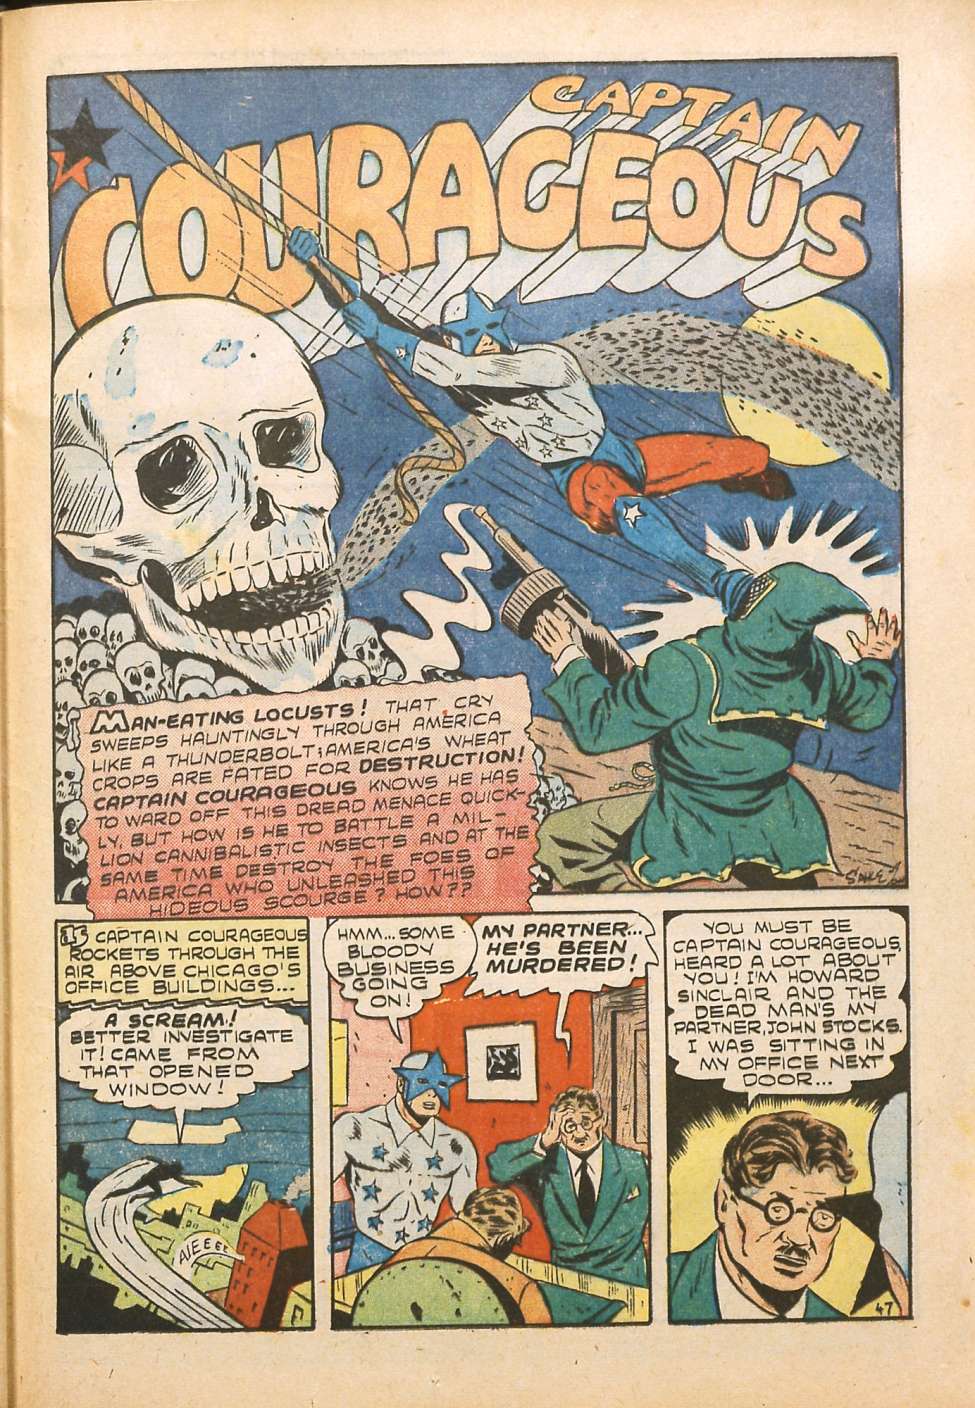 CAPTAIN
COURAGEOUS
MAN-EATING LOCUSTS! THAT CRY
SWEEPS HAUNTINGLY THROUGH AMERICA
LIKE A THUNDERBOLT; AMERICA'S WHEAT
CROPS ARE FATED FOR DESTRUCTION!
CAPTAIN COURAGEOUS KNOWS HE HAS
TO WARD OFF THIS DREAD MENACE QUICK-
LY, BUT HOW IS HE TO BATTLE A MIL-
LION CANNIBALISTIC INSECTS AND AT THE
SAME TIME DESTROY THE FOES OF
AMERICA WHO UNLEASHED THIS
HIDEOUS SCOURGE? HOW??
AS CAPTAIN COURAGEOUS
ROCKETS THROUGH THE
AIR ABOVE CHICAGO'S
OFFICE BUILDINGS...
A SCREAM!
BETTER INVESTIGATE
IT! CAME FROM
THAT OPENED
WINDOW!
AIEEEE
HMM...SOME
BLOODY
BUSINESS
GOING
ON!
MY PARTNER...
HE'S BEEN
MURDERED!
YOU MUST BE
CAPTAIN COURAGEOUS,
HEARD A LOT ABOUT
YOU! I'M HOWARD
SINCLAIR AND THE
DEAD MAN'S MY
PARTNER, JOHN STOCKS.
I WAS SITTING IN
MY OFFICE NEXT
DOOR...
47